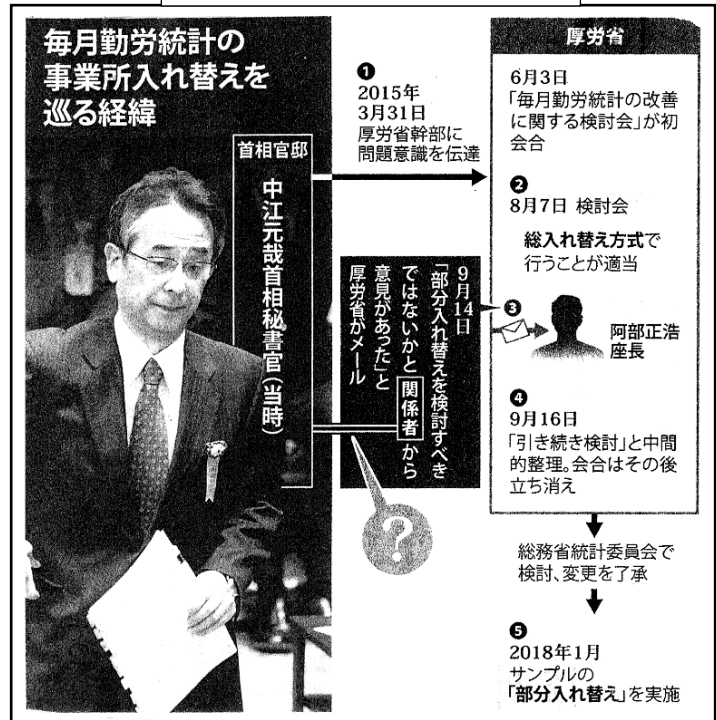 毎月勤労統計の
事業所入れ替えを
巡る経緯
首相官邸
中江元哉首相秘書官(当時)
❶
2015年
3月31日
厚労省幹部に
問題意識を伝達
厚労省
6月3日
「毎月勤労統計の改善
に関する検討会」が初
会合
❷
8月7日 検討会
総入れ替え方式で
行うことが適当
❸
9月14日
「部分入れ替えを検討すべき
ではないかと関係者から
意見があった」と
厚労省がメール
阿部正浩
座長
❹
9月16日
「引き続き検討」と中間
的整理。会合はその後
立ち消え
?
総務省統計委員会で
検討、変更を了承
❺
2018年1月
サンプルの
「部分入れ替え」を実施